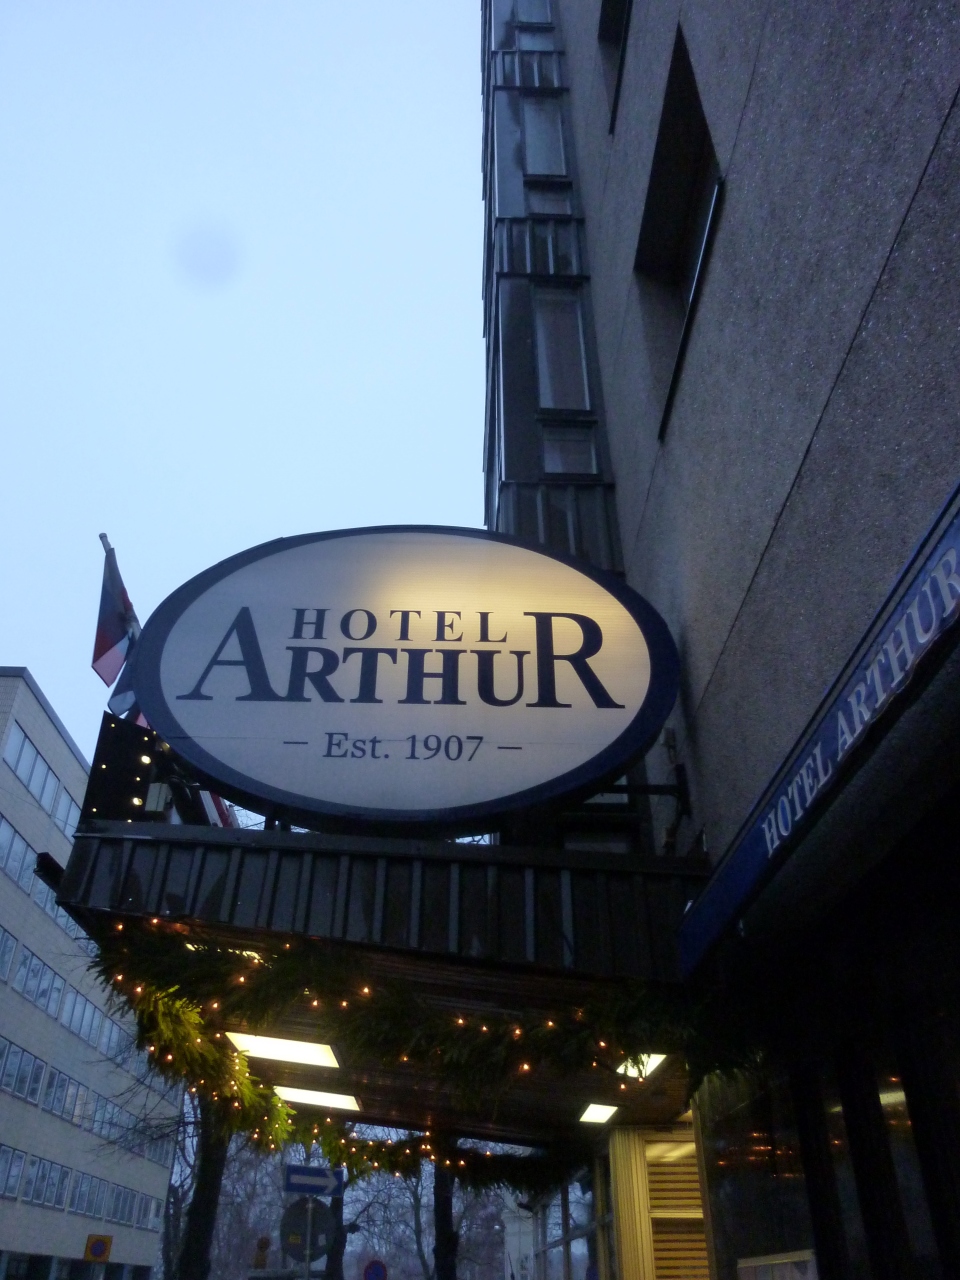 HOTEL
ARTHUR
– Est. 1907 –
HOTEL ARTHUR